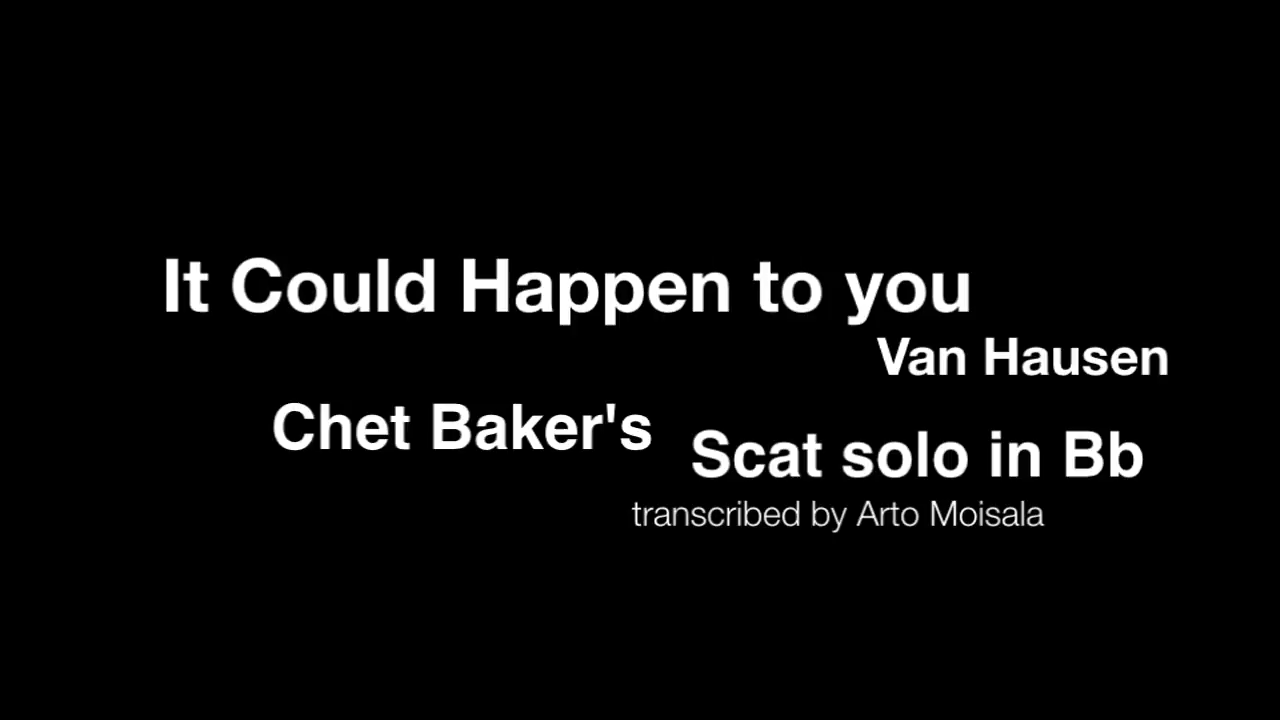 It Could Happen to you
Van Hausen
Chet Baker's
Scat solo in Bb
transcribed by Arto Moisala